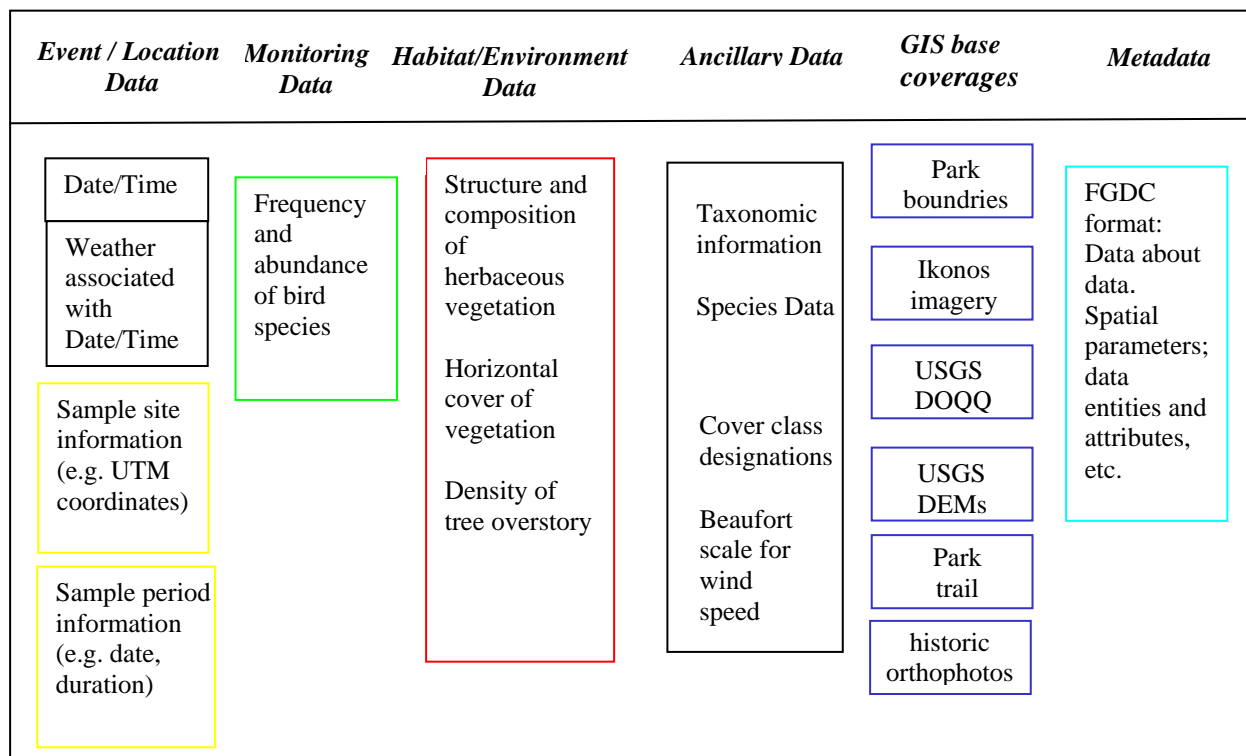 Event / Location
Data
Monitoring
Data
Habitat/Environment
Data
Ancillary Data
GIS base
coverages
Metadata
Date/Time
Weather
associated
with
Date/Time
Sample site
information
(e.g. UTM
coordinates)
Sample period
information
(e.g. date,
duration)
Frequency
and
abundance
of bird
species
Structure and
composition
of
herbaceous
vegetation
Horizontal
cover of
vegetation
Density of
tree overstory
Taxonomic
information
Species Data
Cover class
designations
Beaufort
scale for
wind
speed
Park
boundries
Ikonos
imagery
USGS
DOQQ
USGS
DEMs
Park
trail
historic
orthophotos
FGDC
format:
Data about
data.
Spatial
parameters;
data
entities and
attributes,
etc.